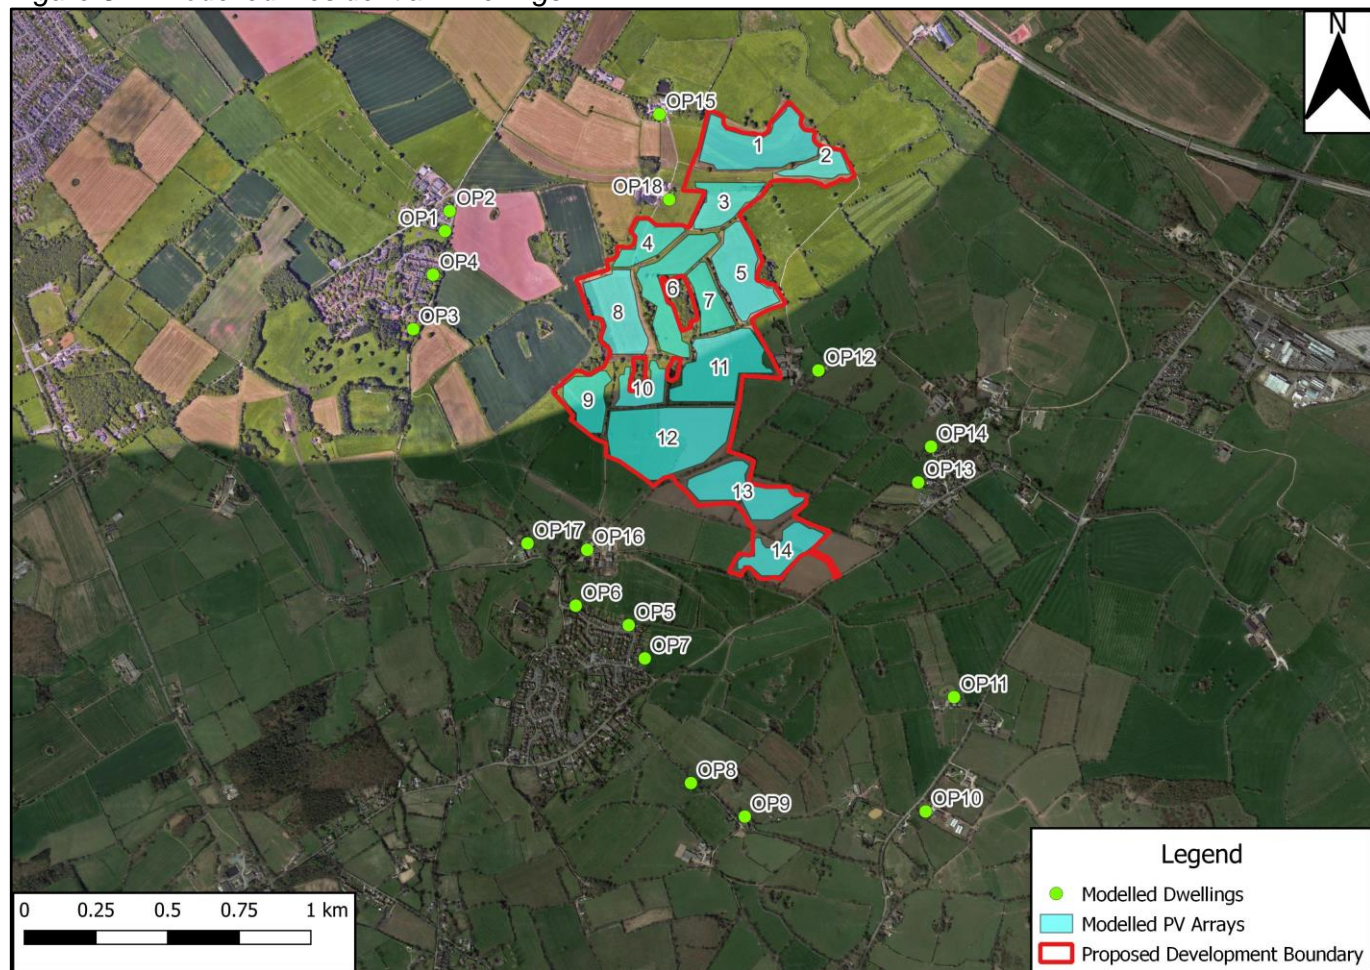 N
OP15
1
2
OP18
3
OP2
OP1
4
OP4
5
6
7
8
OP3
11
OP12
10
9
12
OP14
13
OP13
OP17
OP16
14
OP6
OP5
OP7
OP11
OP8
OP9
OP10
Legend
Modelled Dwellings
Modelled PV Arrays
Proposed Development Boundary
0 0.25 0.5 0.75 1 km